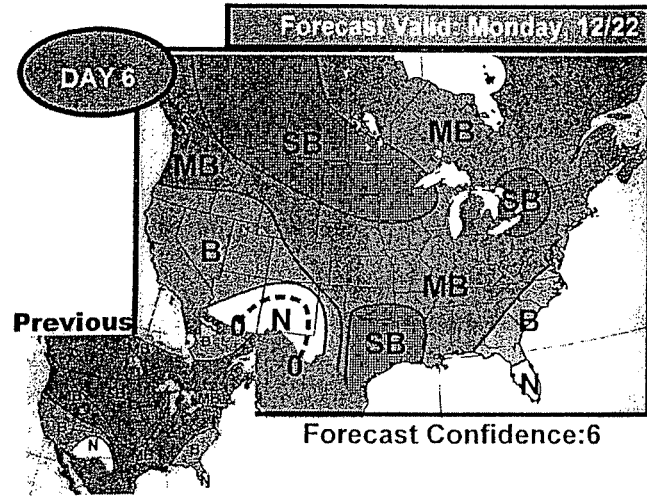 Forecast Valid: Monday, 12/22
DAY 6
SB
MB
MB
SB
B
MB
B
N
0
0
SB
N
Previous
N
N
Forecast Confidence:6